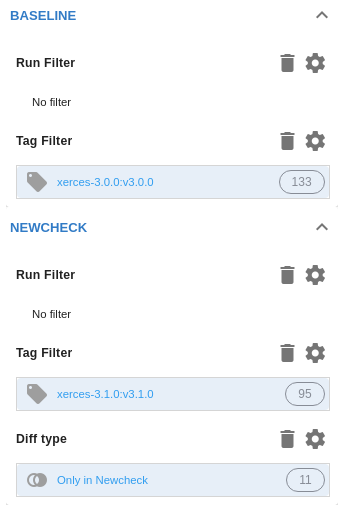 BASELINE
Run Filter
No filter
Tag Filter
xerces-3.0.0:v3.0.0 133
NEWCHECK
Run Filter
No filter
Tag Filter
xerces-3.1.0:v3.1.0 95
Diff type
Only in Newcheck 11